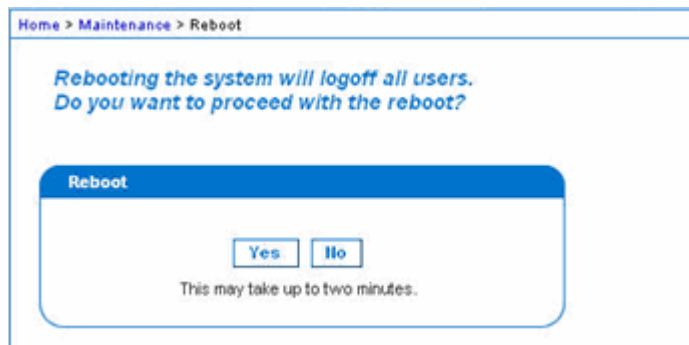 Home > Maintenance > Reboot
Rebooting the system will logoff all users.
Do you want to proceed with the reboot?
Reboot
Yes No
This may take up to two minutes.